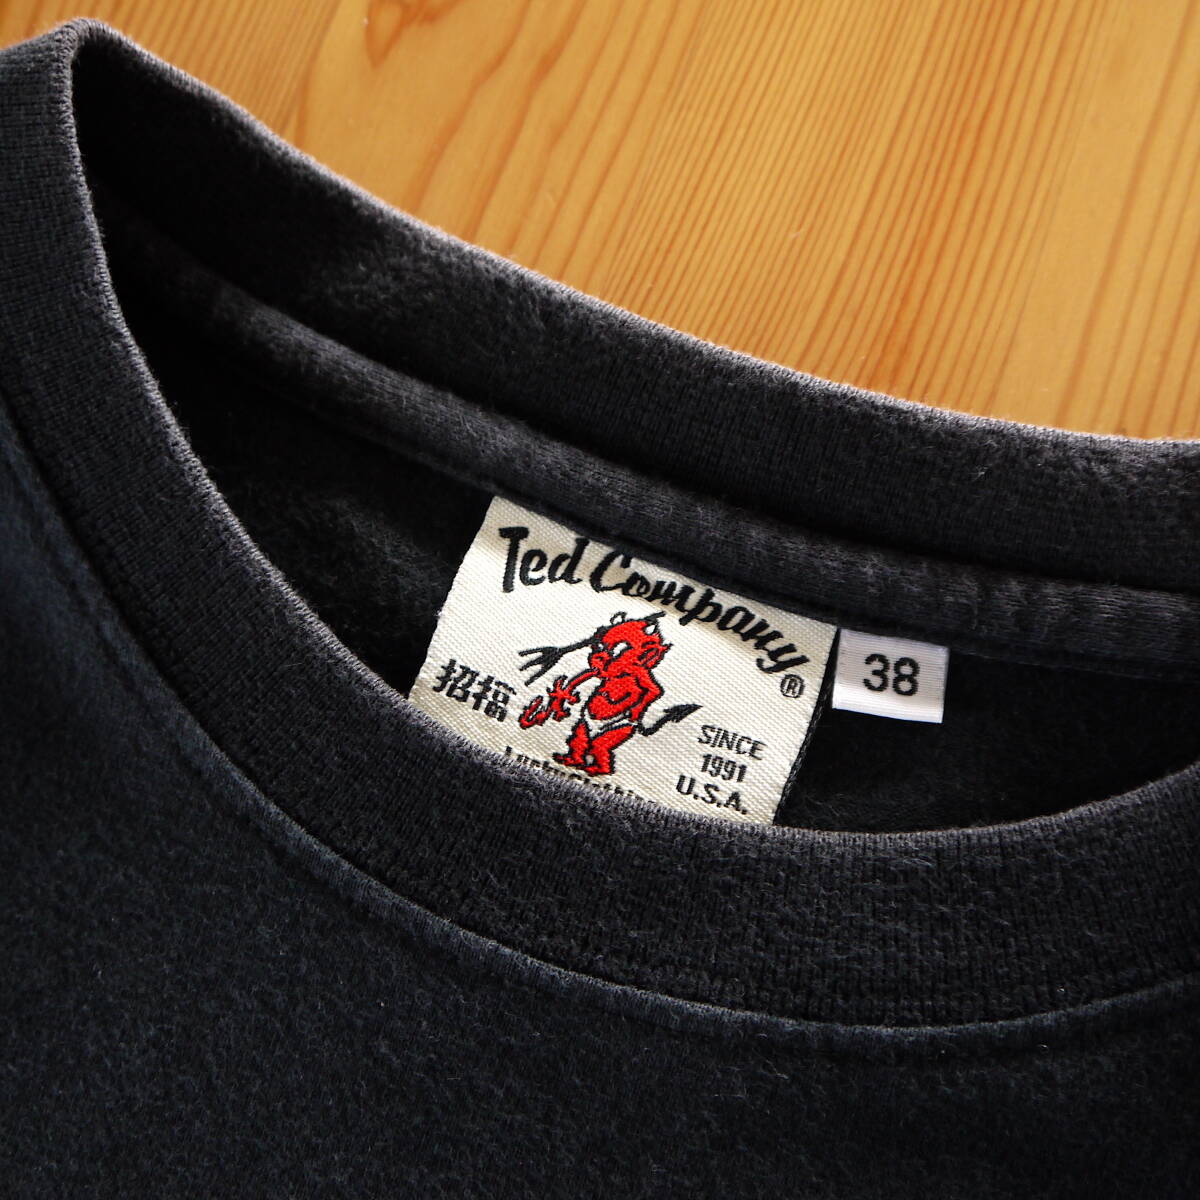 Ted Company®
招福
SINCE
1991
U.S.A.
38